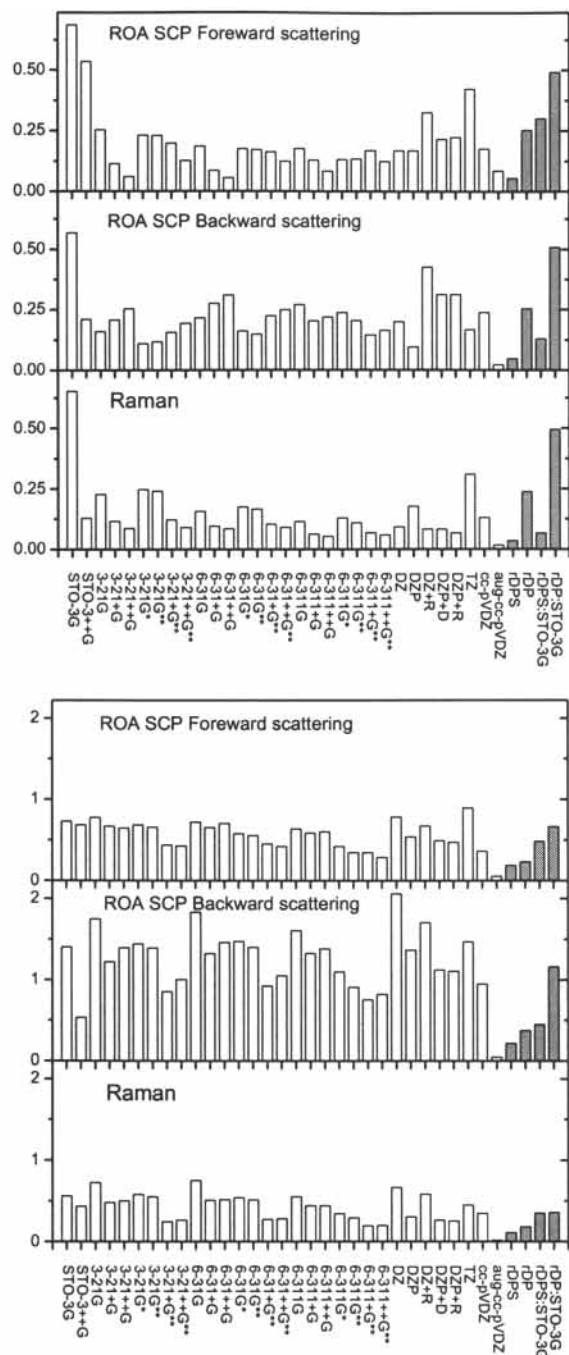 ROA SCP Foreward scattering
0.50
0.25
0.00
ROA SCP Backward scattering
0.50
0.25
0.00
Raman
0.50
0.25
0.00
STO-3G
STO-3++G
3-21G
3-21+G
3-21++G
3-21G*
3-21G**
3-21+G**
3-21++G**
6-31G
6-31+G
6-31++G
6-31G*
6-31G**
6-31+G**
6-31++G**
6-311G
6-311+G
6-311++G
6-311G*
6-311G**
6-311+G**
6-311++G**
DZ
DZP
DZ+R
DZP+D
DZP+R
TZ
cc-pVDZ
aug-cc-pVDZ
rDPS
rDP
rDPS:STO-3G
rDP:STO-3G
2
ROA SCP Foreward scattering
1
0
2
ROA SCP Backward scattering
1
0
2
Raman
1
0
STO-3G
STO-3++G
3-21G
3-21+G
3-21++G
3-21G*
3-21G**
3-21+G**
3-21++G**
6-31G
6-31+G
6-31++G
6-31G*
6-31G**
6-31+G**
6-31++G**
6-311G
6-311+G
6-311++G
6-311G*
6-311G**
6-311+G**
6-311++G**
DZ
DZP
DZ+R
DZP+D
DZP+R
TZ
cc-pVDZ
aug-cc-pVDZ
rDPS
rDP
rDPS:STO-3G
rDP:STO-3G